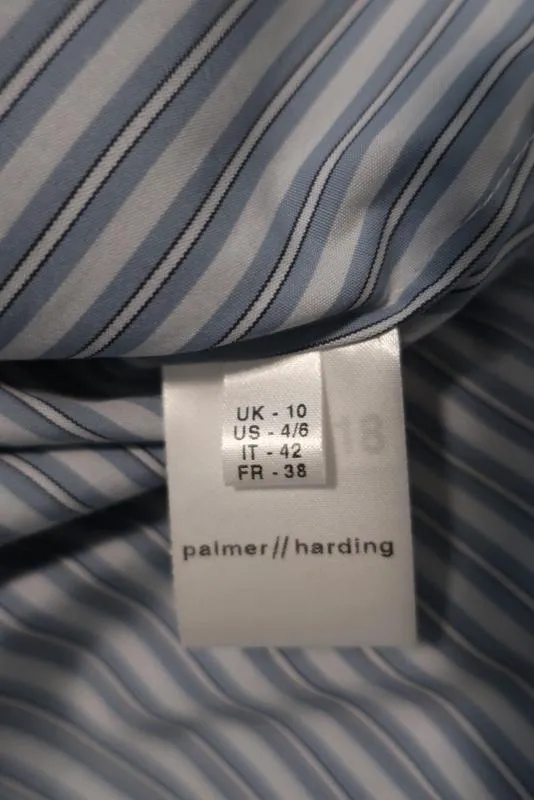 UK - 10
US - 4/6
IT - 42
FR - 38
palmer//harding